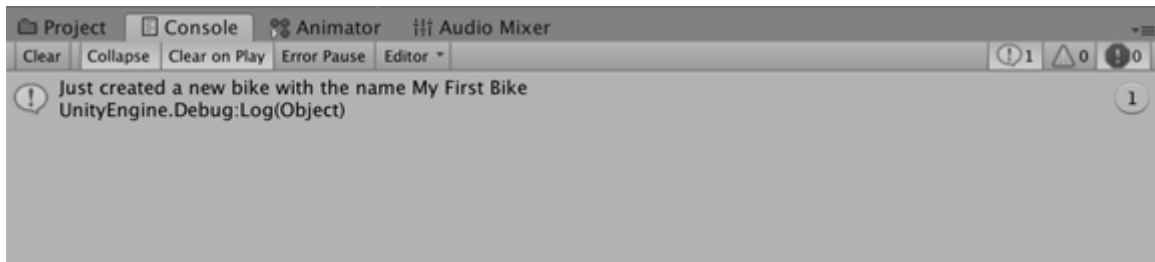 Project Console Animator Audio Mixer
Clear Collapse Clear on Play Error Pause Editor 1 0 0
Just created a new bike with the name My First Bike 1
UnityEngine.Debug:Log(Object)